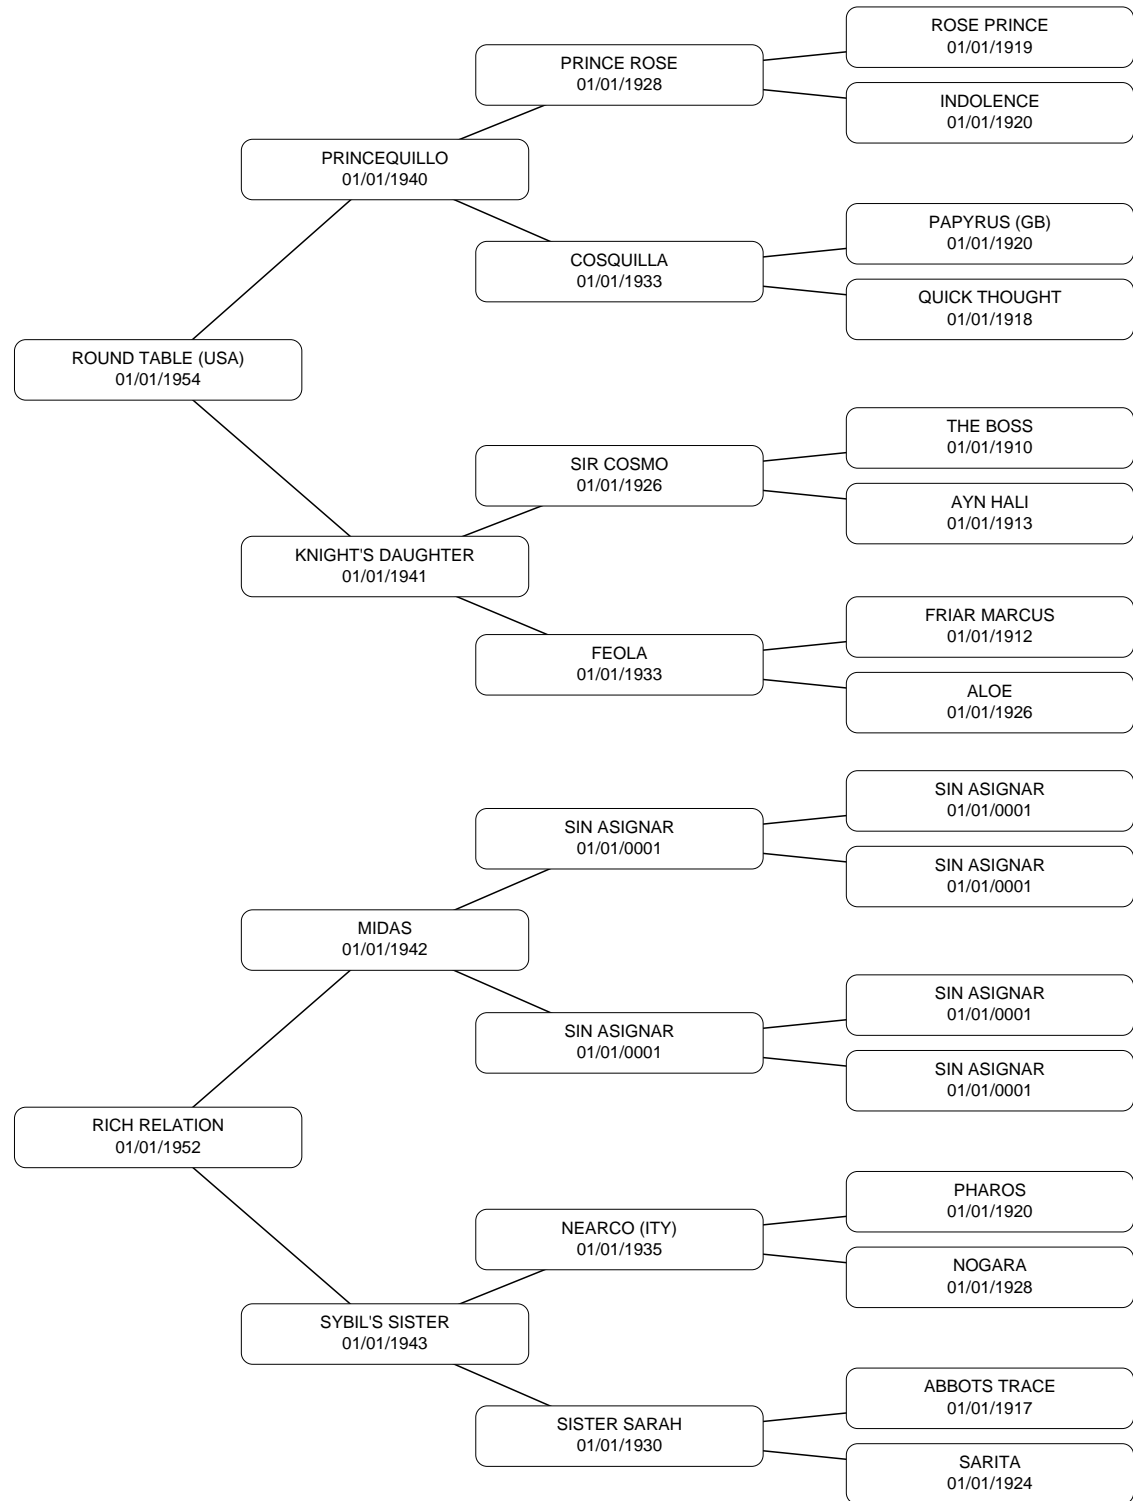 ROSE PRINCE
01/01/1919
PRINCE ROSE
01/01/1928
INDOLENCE
01/01/1920
PRINCEQUILLO
01/01/1940
PAPYRUS (GB)
01/01/1920
COSQUILLA
01/01/1933
QUICK THOUGHT
01/01/1918
ROUND TABLE (USA)
01/01/1954
THE BOSS
01/01/1910
SIR COSMO
01/01/1926
AYN HALI
01/01/1913
KNIGHT'S DAUGHTER
01/01/1941
FRIAR MARCUS
01/01/1912
FEOLA
01/01/1933
ALOE
01/01/1926
SIN ASIGNAR
01/01/0001
SIN ASIGNAR
01/01/0001
SIN ASIGNAR
01/01/0001
MIDAS
01/01/1942
SIN ASIGNAR
01/01/0001
SIN ASIGNAR
01/01/0001
SIN ASIGNAR
01/01/0001
RICH RELATION
01/01/1952
PHAROS
01/01/1920
NEARCO (ITY)
01/01/1935
NOGARA
01/01/1928
SYBIL'S SISTER
01/01/1943
ABBOTS TRACE
01/01/1917
SISTER SARAH
01/01/1930
SARITA
01/01/1924